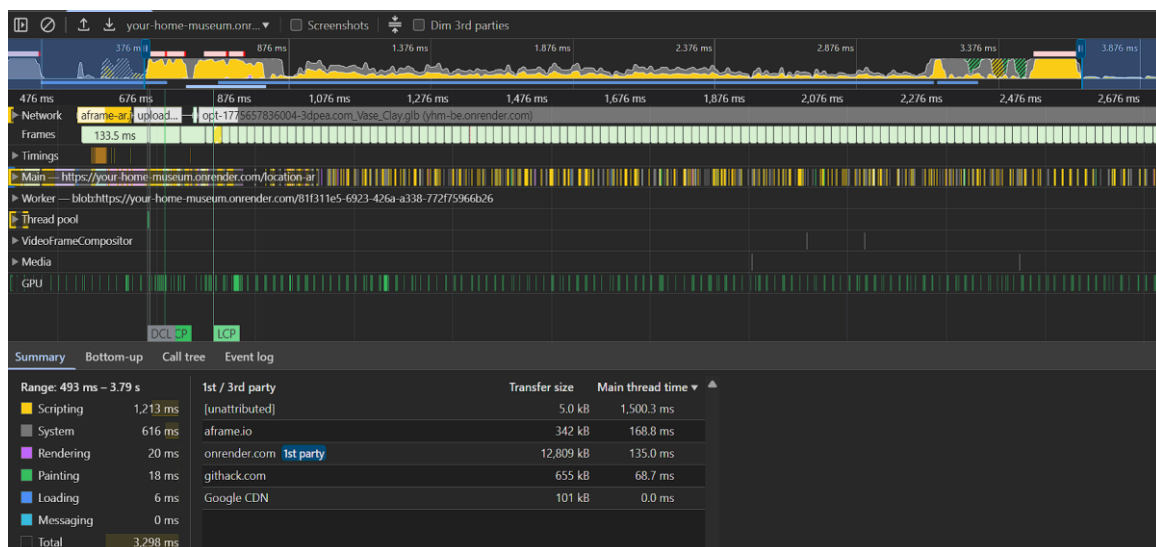 your-home-museum.onr...▼ Screenshots Dim 3rd parties
376 m 876 ms 1.376 ms 1.876 ms 2.376 ms 2.876 ms 3.376 ms 3.876 ms
476 ms 676 ms 876 ms 1,076 ms 1,276 ms 1,476 ms 1,676 ms 1,876 ms 2,076 ms 2,276 ms 2,476 ms 2,676 ms
Network aframe-ar.j upload... opt-1775657836004-3dpea.com_Vase_Clay.glb (yhm-be.onrender.com)
Frames 133.5 ms
Timings
Main — https://your-home-museum.onrender.com/location-ar
Worker — blob:https://your-home-museum.onrender.com/81f311e5-6923-426a-a338-772f75966b26
Thread pool
VideoFrameCompositor
Media
GPU
DCL CP LCP
Summary Bottom-up Call tree Event log
Range: 493 ms – 3.79 s 1st / 3rd party Transfer size Main thread time ▼
Scripting 1,213 ms [unattributed] 5.0 kB 1,500.3 ms
System 616 ms aframe.io 342 kB 168.8 ms
Rendering 20 ms onrender.com 1st party 12,809 kB 135.0 ms
Painting 18 ms githack.com 655 kB 68.7 ms
Loading 6 ms Google CDN 101 kB 0.0 ms
Messaging 0 ms
Total 3,298 ms